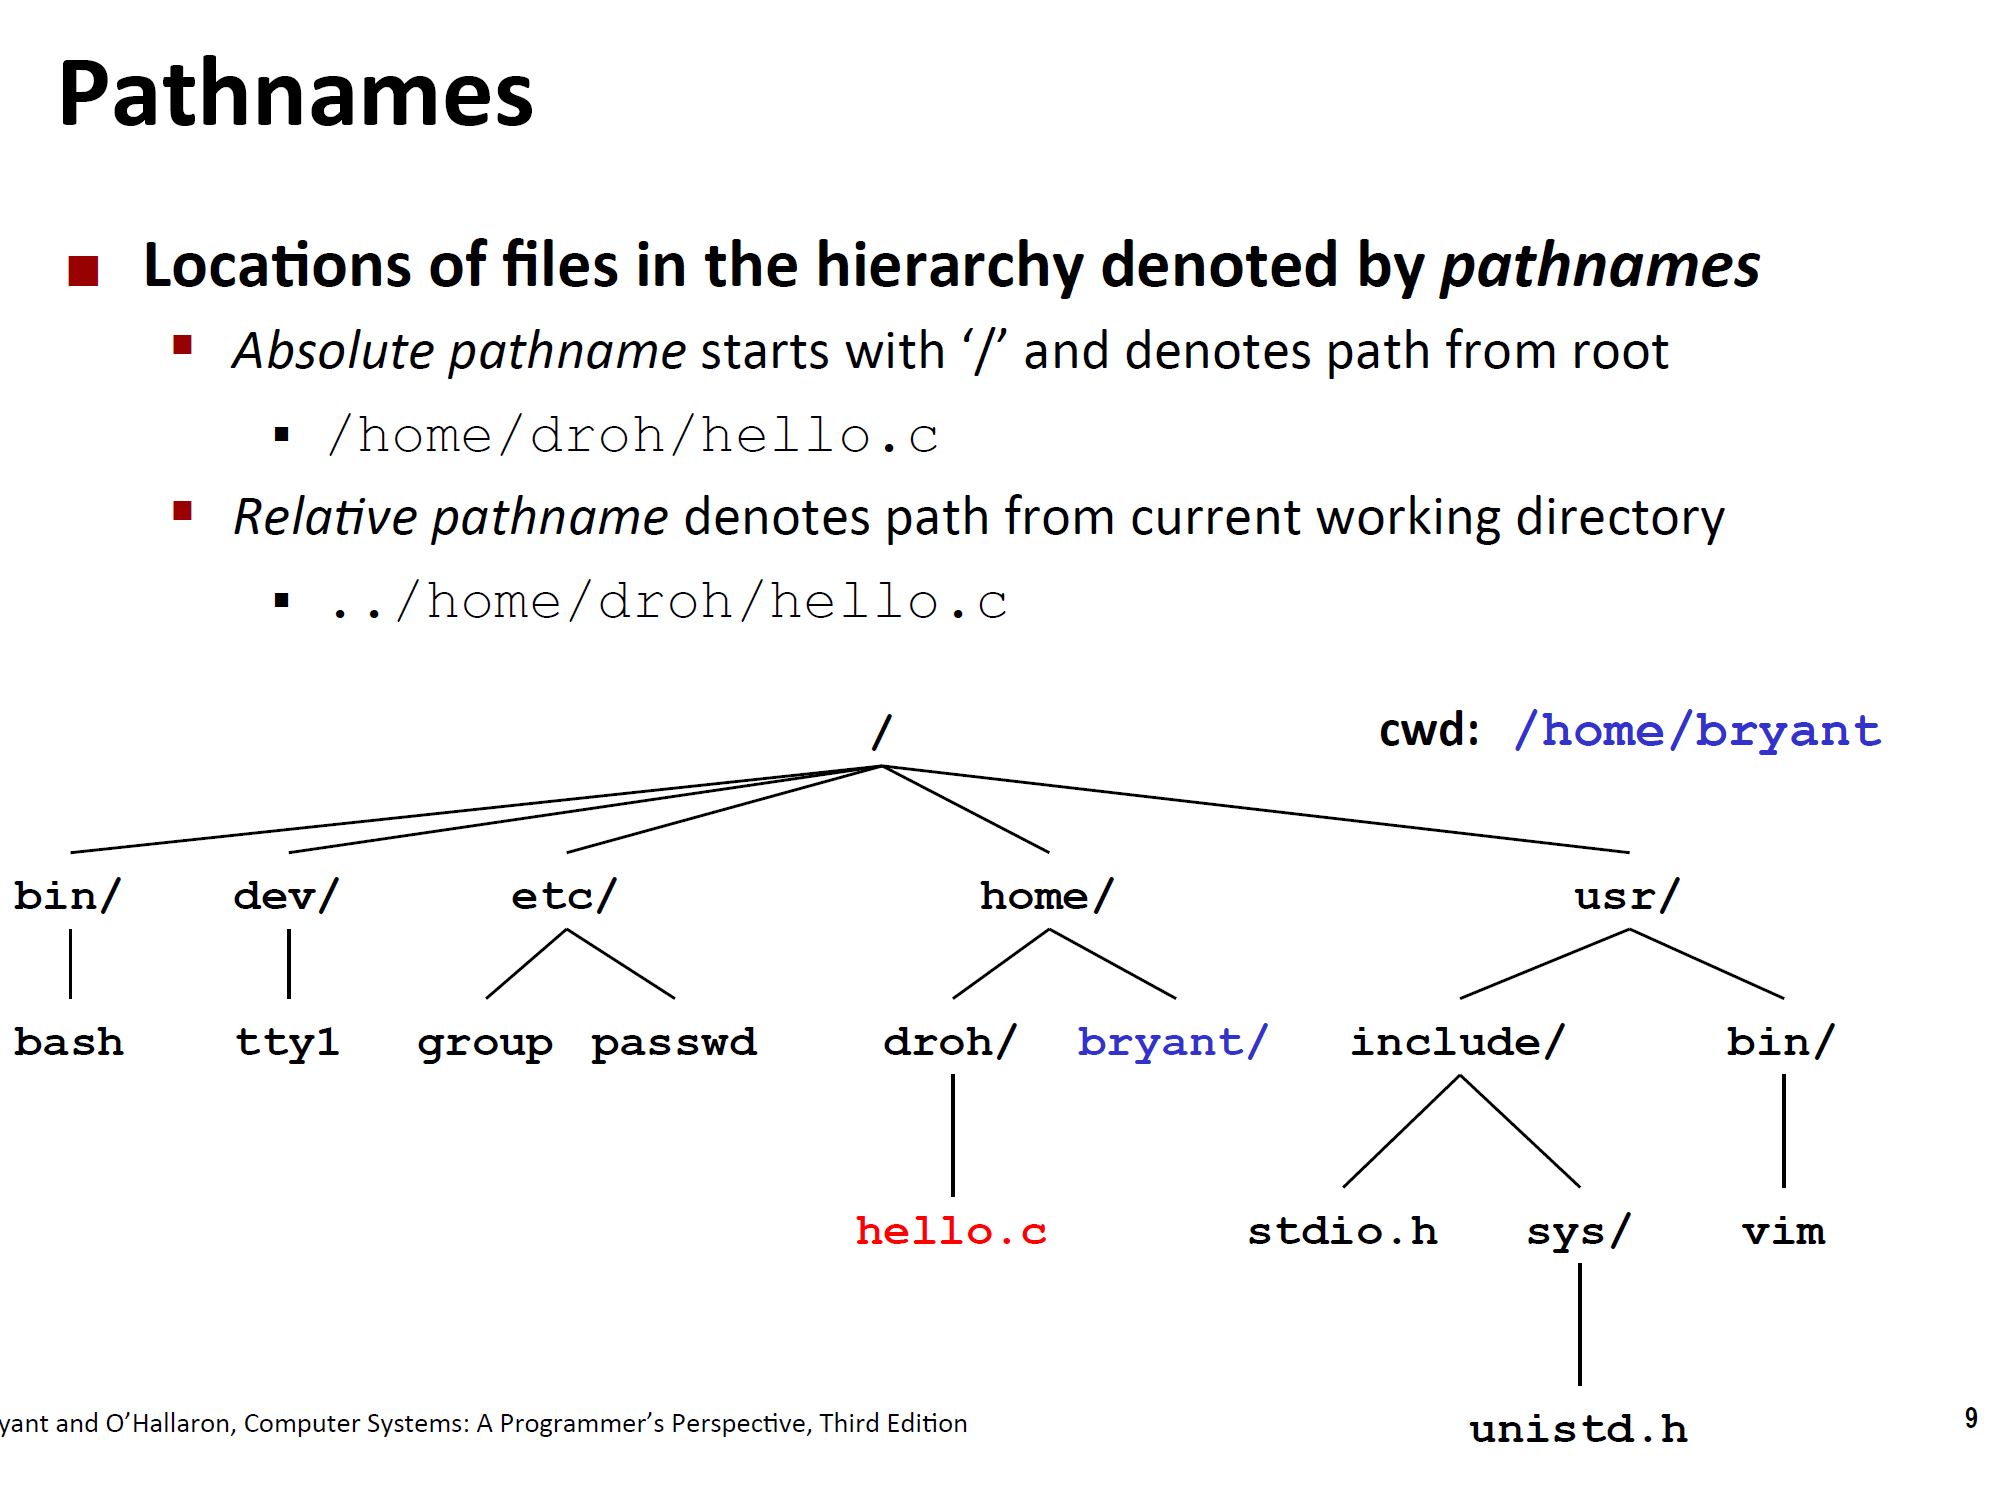 Pathnames
Locations of files in the hierarchy denoted by pathnames
Absolute pathname starts with ‘/’ and denotes path from root
/home/droh/hello.c
Relative pathname denotes path from current working directory
../home/droh/hello.c
/
cwd: /home/bryant
bin/ dev/ etc/ home/ usr/
bash tty1 group passwd droh/ bryant/ include/ bin/
hello.c stdio.h sys/ vim
unistd.h
yant and O’Hallaron, Computer Systems: A Programmer’s Perspective, Third Edition
9